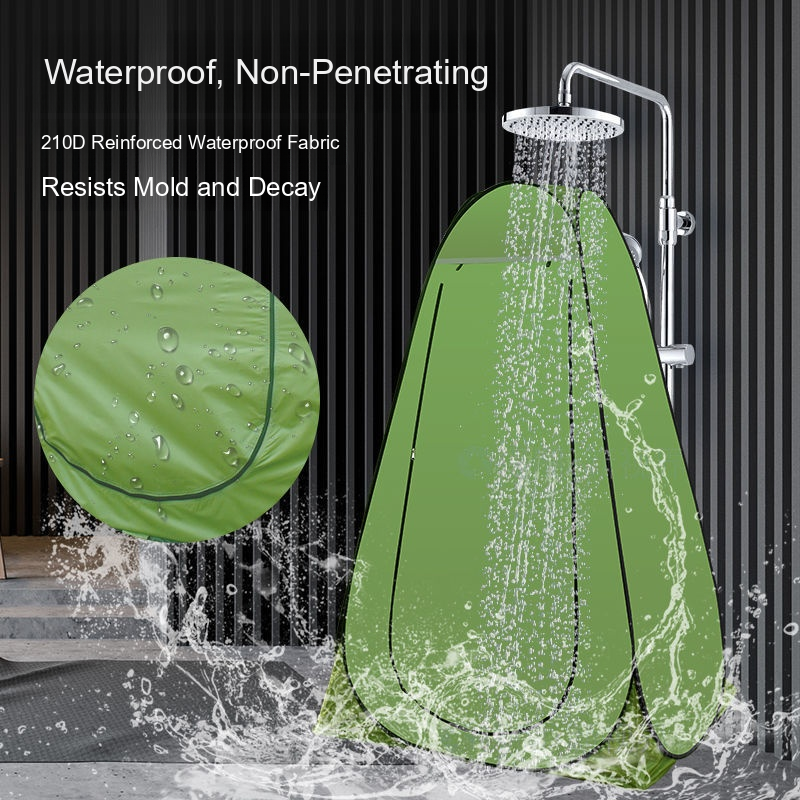 Waterproof, Non-Penetrating
210D Reinforced Waterproof Fabric
Resists Mold and Decay